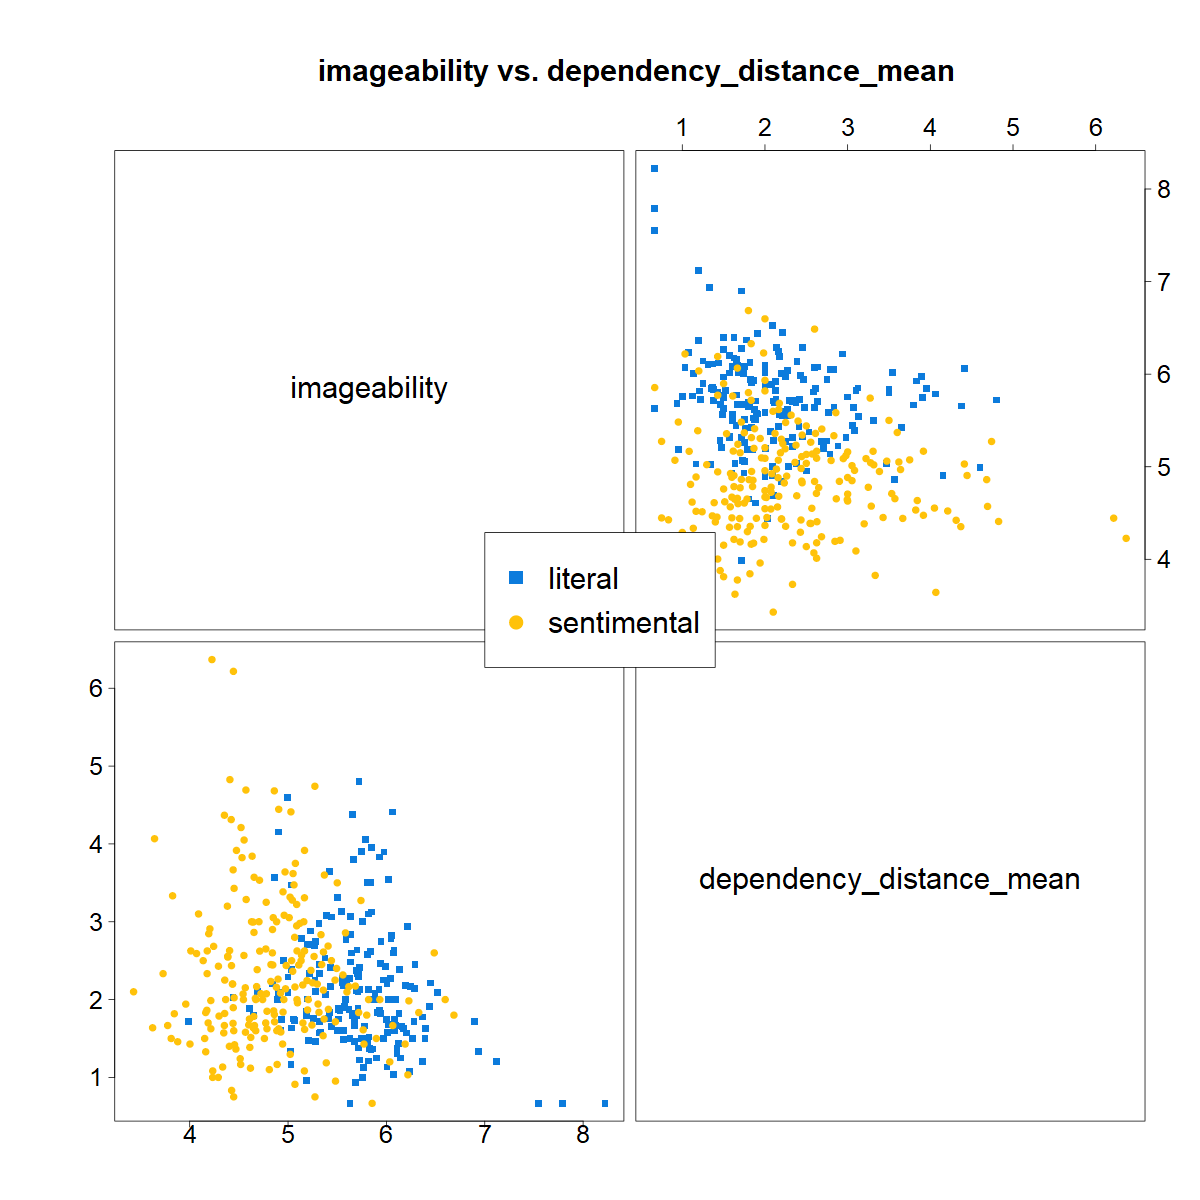 imageability vs. dependency_distance_mean
1 2 3 4 5 6
8
7
6
5
4
imageability
literal
sentimental
6
5
4
3
2
1
dependency_distance_mean
4 5 6 7 8